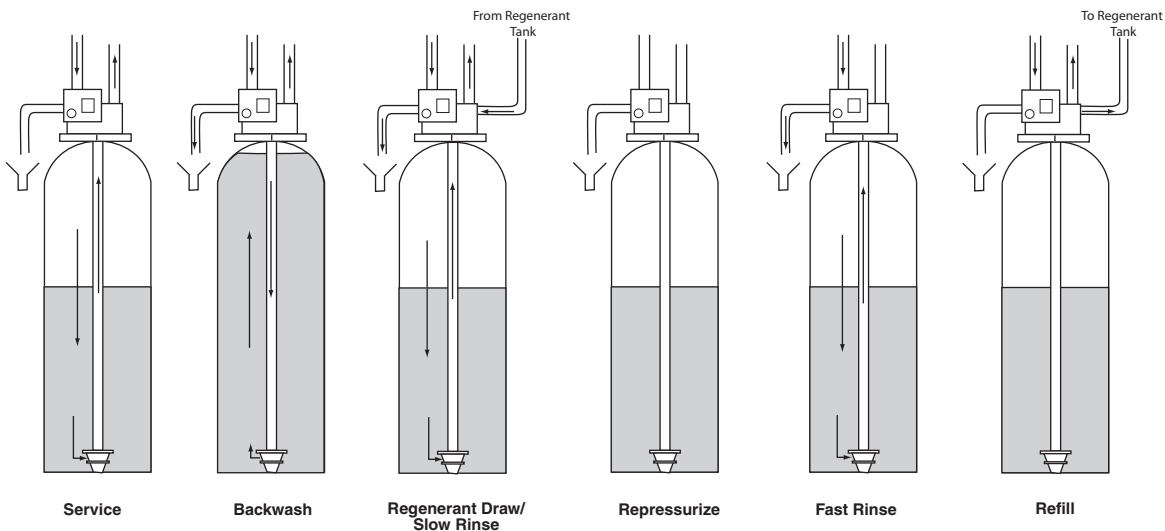 From Regenerant
Tank
To Regenerant
Tank
Service
Backwash
Regenerant Draw/
Slow Rinse
Repressurize
Fast Rinse
Refill